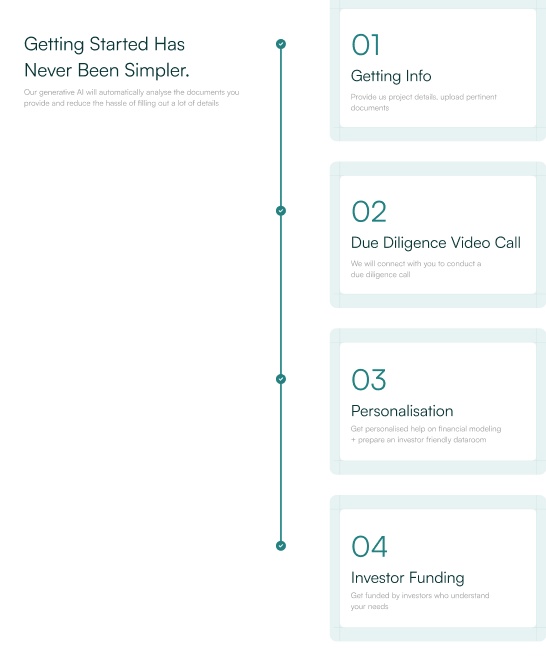 Getting Started Has
Never Been Simpler.
Our generative AI will automatically analyse the documents you
provide and reduce the hassle of filling out a lot of details
01
Getting Info
Provide us project details, upload pertinent
documents
02
Due Diligence Video Call
We will connect with you to conduct a
due diligence call
03
Personalisation
Get personalised help on financial modeling
+ prepare an investor friendly dataroom
04
Investor Funding
Get funded by investors who understand
your needs